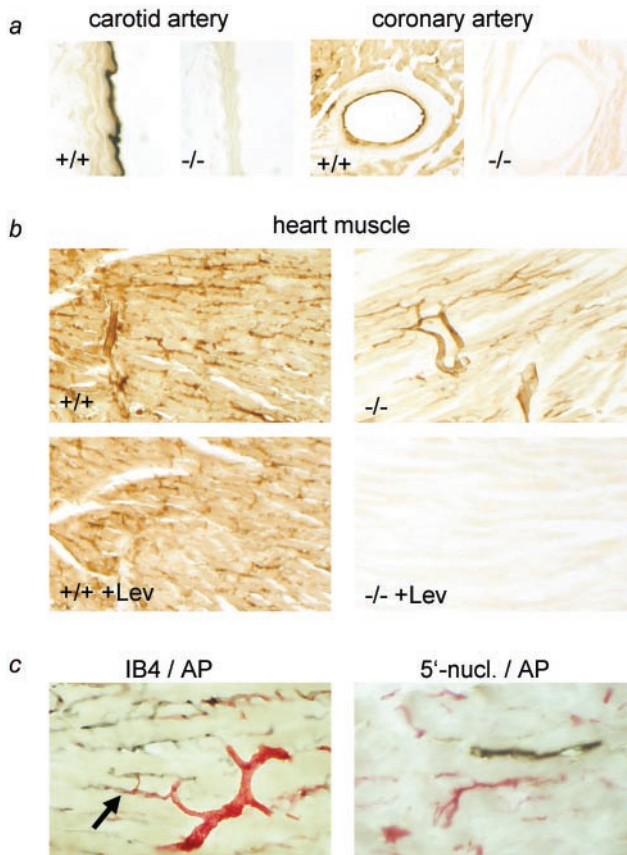 a
carotid artery
coronary artery
+/+
-/-
+/+
-/-
b
heart muscle
+/+
-/-
+/+ +Lev
-/- +Lev
c
IB4 / AP
5'-nucl. / AP